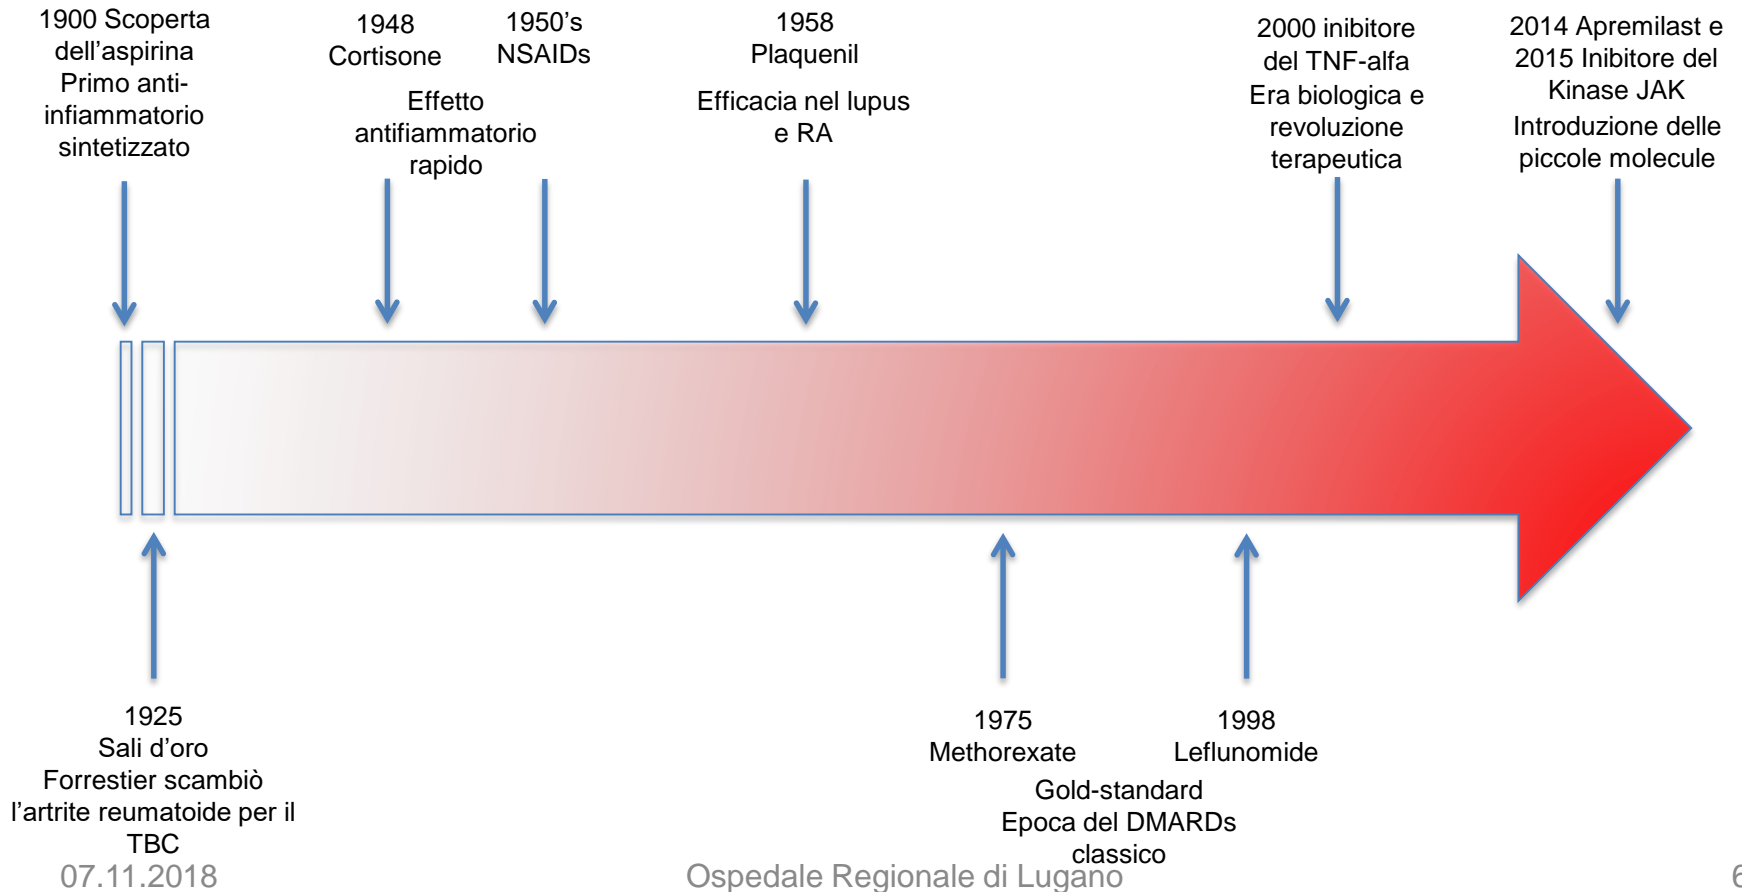 1900 Scoperta
dell’aspirina
Primo anti-
infiammatorio
sintetizzato
1948
Cortisone
1950’s
NSAIDs
Effetto
antifiammatorio
rapido
1958
Plaquenil
Efficacia nel lupus
e RA
2000 inibitore
del TNF-alfa
Era biologica e
revoluzione
terapeutica
2014 Apremilast e
2015 Inibitore del
Kinase JAK
Introduzione delle
piccole molecule
1925
Sali d’oro
Forrestier scambiò
l’artrite reumatoide per il
TBC
1975
Methorexate
1998
Leflunomide
Gold-standard
Epoca del DMARDs
classico
07.11.2018
Ospedale Regionale di Lugano
6